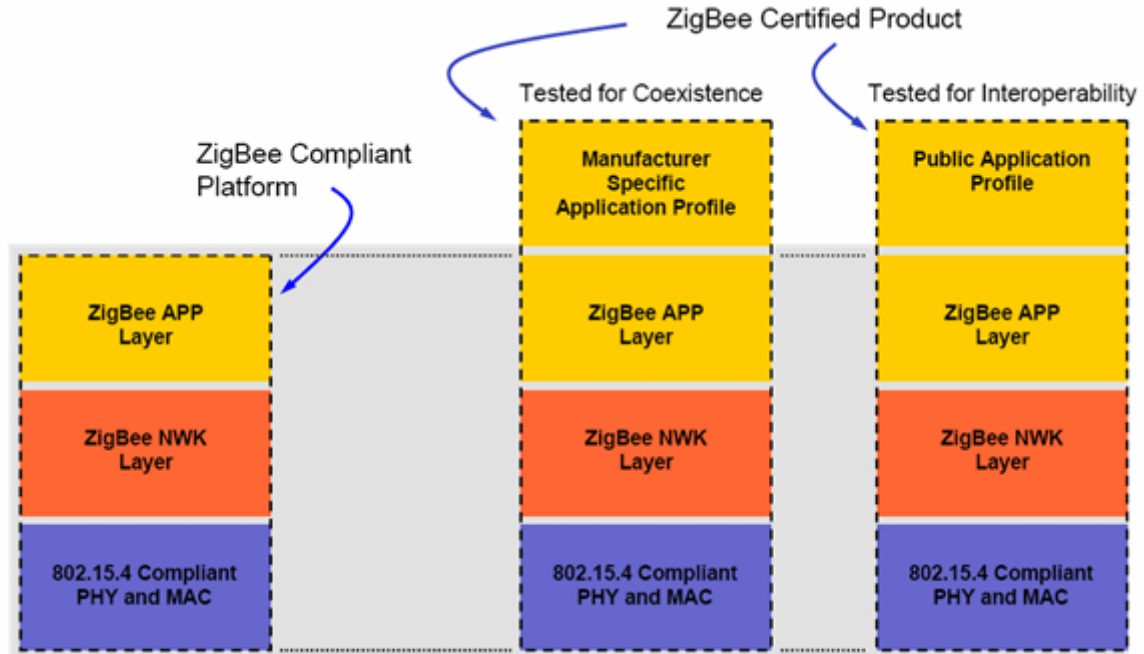 ZigBee Certified Product
Tested for Coexistence
Tested for Interoperability
ZigBee Compliant
Platform
Manufacturer
Specific
Application Profile
Public Application
Profile
ZigBee APP
Layer
ZigBee APP
Layer
ZigBee APP
Layer
ZigBee NWK
Layer
ZigBee NWK
Layer
ZigBee NWK
Layer
802.15.4 Compliant
PHY and MAC
802.15.4 Compliant
PHY and MAC
802.15.4 Compliant
PHY and MAC